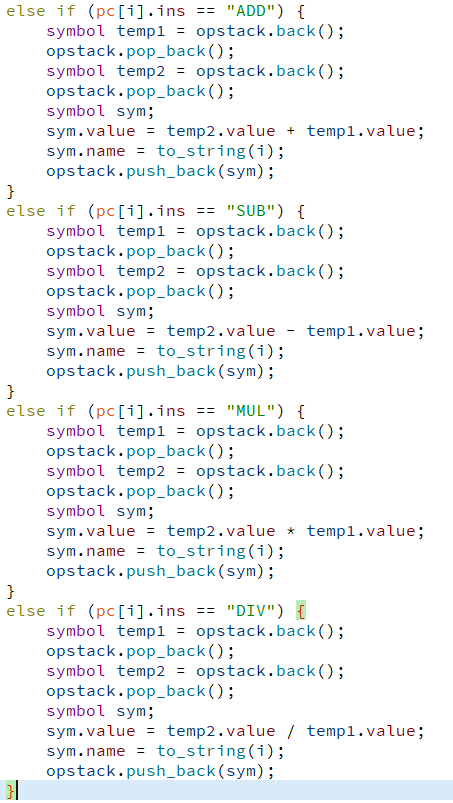 else if (pc[i].ins == "ADD") {
    symbol temp1 = opstack.back();
    opstack.pop_back();
    symbol temp2 = opstack.back();
    opstack.pop_back();
    symbol sym;
    sym.value = temp2.value + temp1.value;
    sym.name = to_string(i);
    opstack.push_back(sym);
}
else if (pc[i].ins == "SUB") {
    symbol temp1 = opstack.back();
    opstack.pop_back();
    symbol temp2 = opstack.back();
    opstack.pop_back();
    symbol sym;
    sym.value = temp2.value - temp1.value;
    sym.name = to_string(i);
    opstack.push_back(sym);
}
else if (pc[i].ins == "MUL") {
    symbol temp1 = opstack.back();
    opstack.pop_back();
    symbol temp2 = opstack.back();
    opstack.pop_back();
    symbol sym;
    sym.value = temp2.value * temp1.value;
    sym.name = to_string(i);
    opstack.push_back(sym);
}
else if (pc[i].ins == "DIV") {
    symbol temp1 = opstack.back();
    opstack.pop_back();
    symbol temp2 = opstack.back();
    opstack.pop_back();
    symbol sym;
    sym.value = temp2.value / temp1.value;
    sym.name = to_string(i);
    opstack.push_back(sym);
}